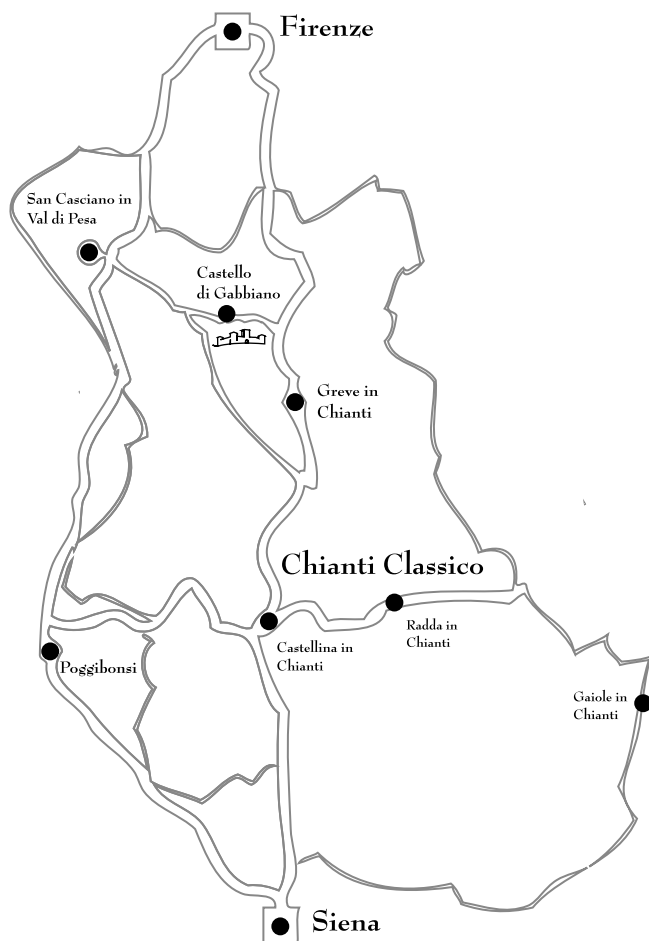 Firenze
San Casciano in
Val di Pesa
Castello
di Gabbiano
Greve in
Chianti
Chianti Classico
Radda in
Chianti
Castellina in
Chianti
Poggibonsi
Gaiole in
Chianti
Siena